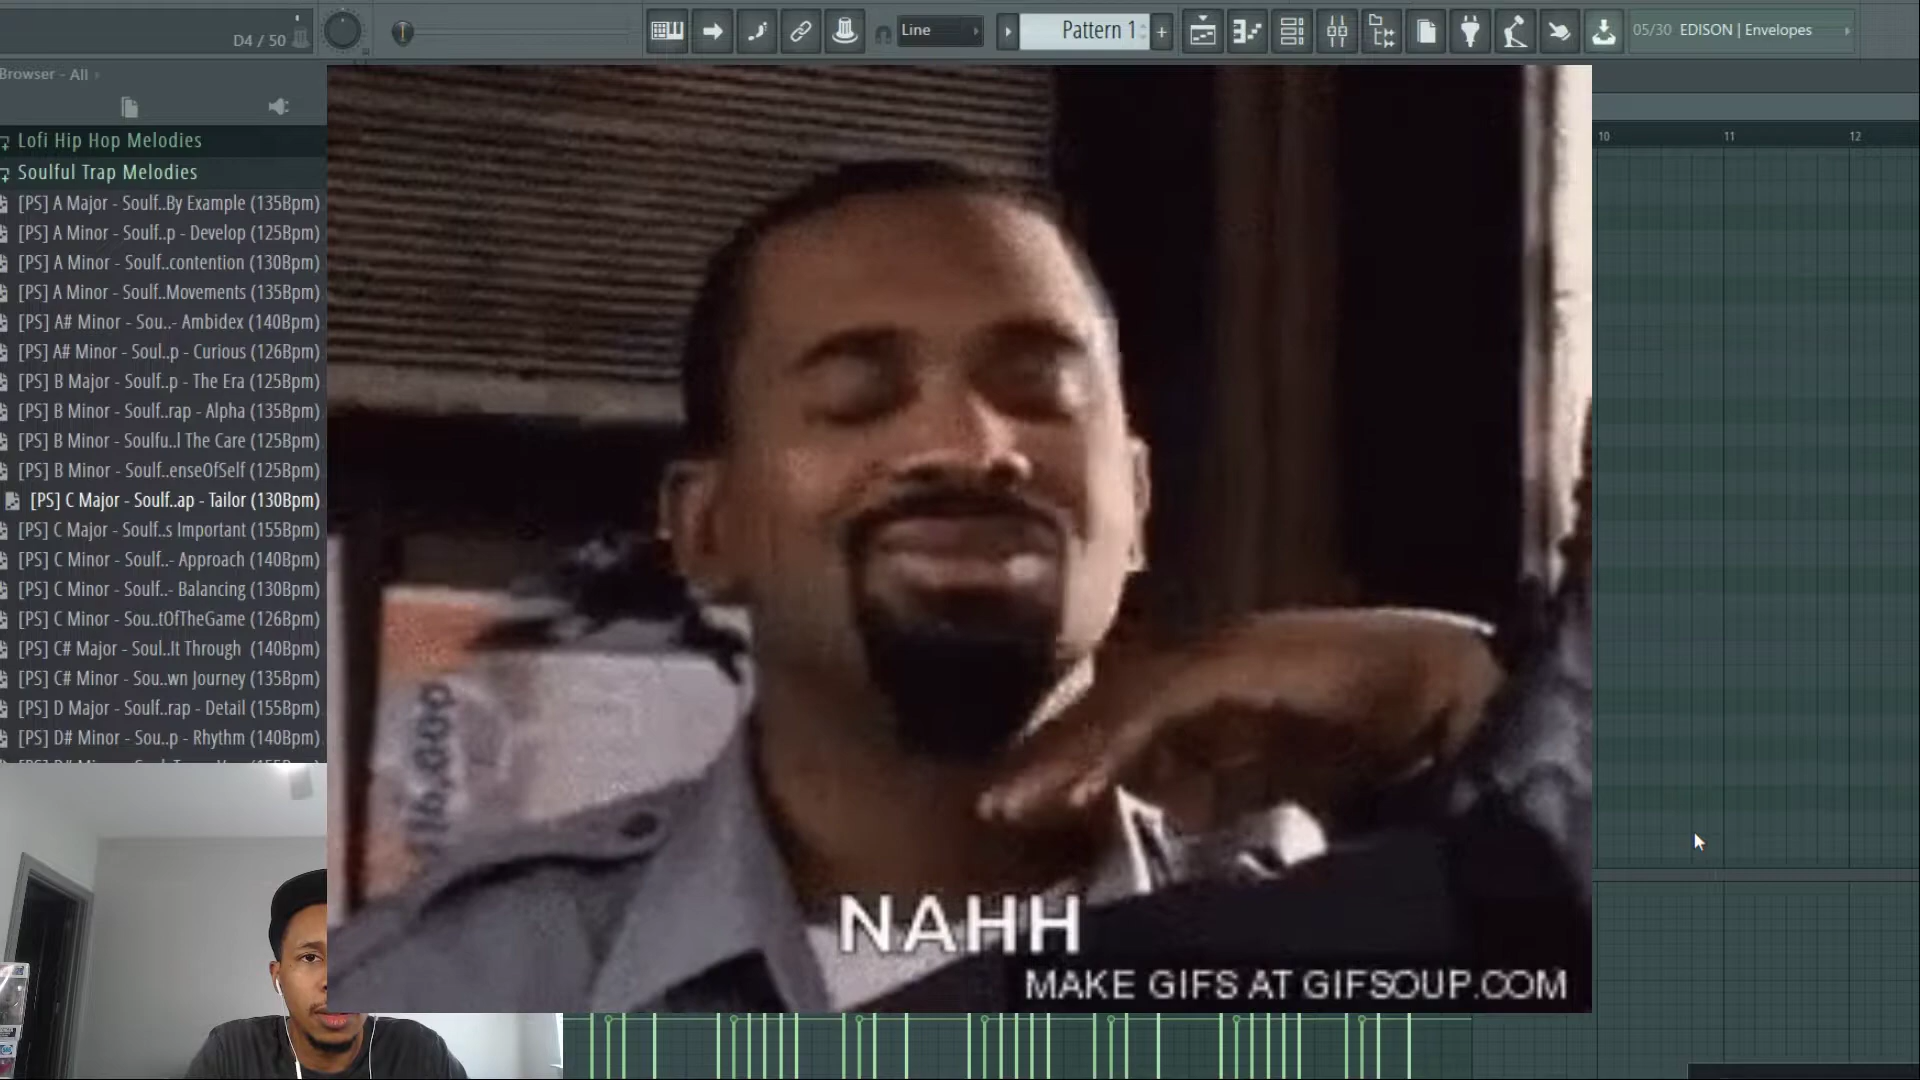 D4 / 50
Line
Pattern 1
+
05/30 EDISON | Envelopes
Browser - All
10
11
12
Lofi Hip Hop Melodies
Soulful Trap Melodies
[PS] A Major - Soulf..By Example (135Bpm)
[PS] A Minor - Soulf..p - Develop (125Bpm)
[PS] A Minor - Soulf..contention (130Bpm)
[PS] A Minor - Soulf..Movements (135Bpm)
[PS] A# Minor - Sou..- Ambidex (140Bpm)
[PS] A# Minor - Soul..p - Curious (126Bpm)
[PS] B Major - Soulf..p - The Era (125Bpm)
[PS] B Minor - Soulf..rap - Alpha (135Bpm)
[PS] B Minor - Soulfu..l The Care (125Bpm)
[PS] B Minor - Soulf..enseOfSelf (125Bpm)
[PS] C Major - Soulf..ap - Tailor (130Bpm)
[PS] C Major - Soulf..s Important (155Bpm)
[PS] C Minor - Soulf..- Approach (140Bpm)
[PS] C Minor - Soulf..- Balancing (130Bpm)
[PS] C Minor - Sou..tOfTheGame (126Bpm)
[PS] C# Major - Soul..It Through (140Bpm)
[PS] C# Minor - Sou..wn Journey (135Bpm)
[PS] D Major - Soulf..rap - Detail (155Bpm)
[PS] D# Minor - Sou..p - Rhythm (140Bpm)
NAHH
MAKE GIFS AT GIFSOUP.COM